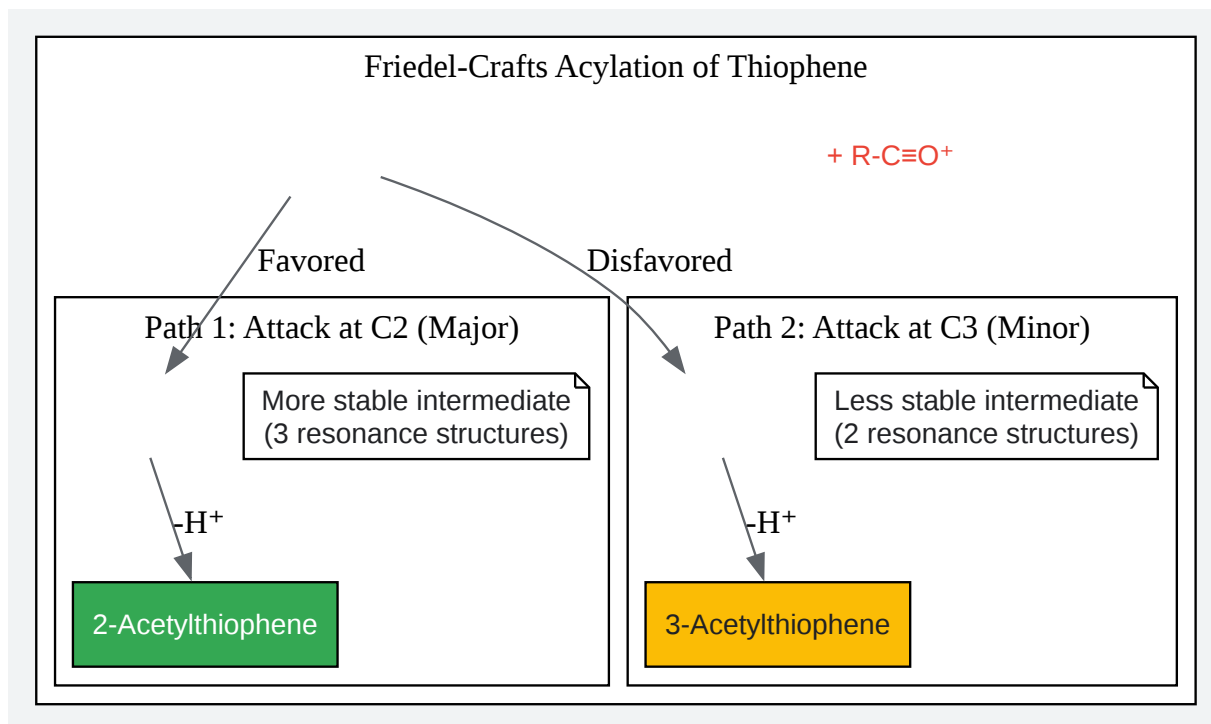 Friedel-Crafts Acylation of Thiophene
+ R-C≡O⁺
Favored
Disfavored
Path 1: Attack at C2 (Major)
More stable intermediate
(3 resonance structures)
-H⁺
2-Acetylthiophene
Path 2: Attack at C3 (Minor)
Less stable intermediate
(2 resonance structures)
-H⁺
3-Acetylthiophene